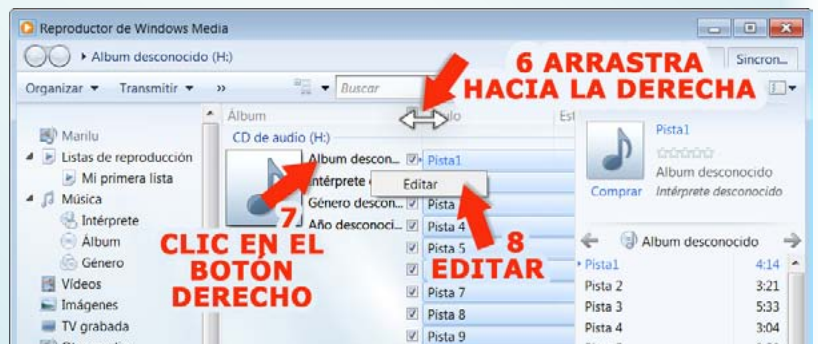 Reproductor de Windows Media
Album desconocido (H:)
Sincron...
Organizar
Transmitir
»
Buscar
6 ARRASTRA
HACIA LA DERECHA
Álbum
CD de audio (H:)
Marilu
Listas de reproducción
Mi primera lista
Música
Intérprete
Álbum
Género
Vídeos
Imágenes
TV grabada
Album descon...
Intérprete
Género descon...
Año desconoci...
Pista1
Editar
Pista
Pista 4
Pista 5
Pista 7
Pista 8
Pista 9
7
CLIC EN EL
BOTÓN
DERECHO
8
EDITAR
Pista1
Album desconocido
Comprar
Intérprete desconocido
Album desconocido
Pista1 4:14
Pista 2 3:21
Pista 3 5:33
Pista 4 3:04